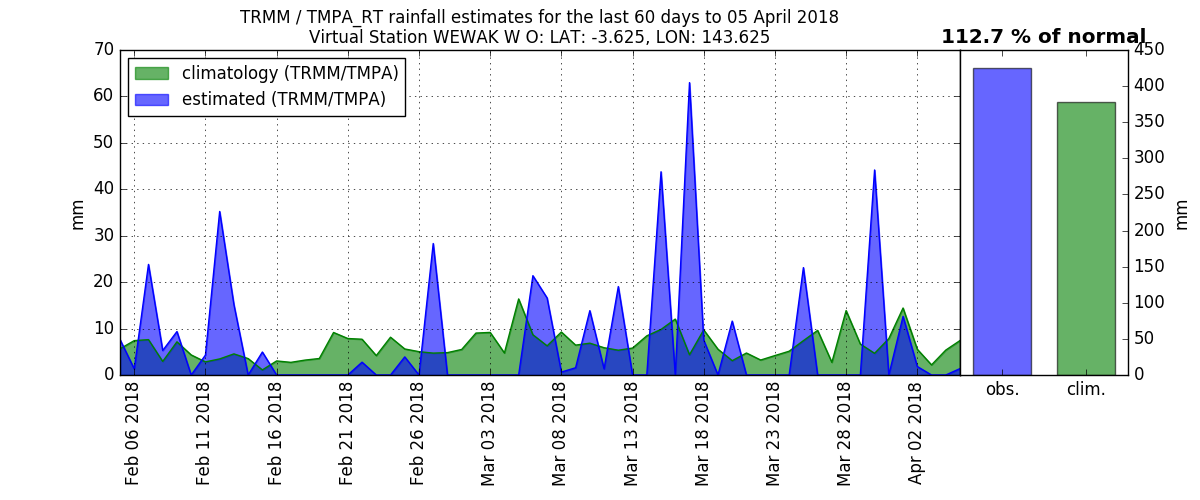 TRMM / TMPA_RT rainfall estimates for the last 60 days to 05 April 2018
Virtual Station WEWAK W O: LAT: -3.625, LON: 143.625
112.7 % of normal
climatology (TRMM/TMPA)
estimated (TRMM/TMPA)
70
60
50
40
30
20
10
0
mm
Feb 06 2018
Feb 11 2018
Feb 16 2018
Feb 21 2018
Feb 26 2018
Mar 03 2018
Mar 08 2018
Mar 13 2018
Mar 18 2018
Mar 23 2018
Mar 28 2018
Apr 02 2018
obs.
clim.
450
400
350
300
250
200
150
100
50
0
mm